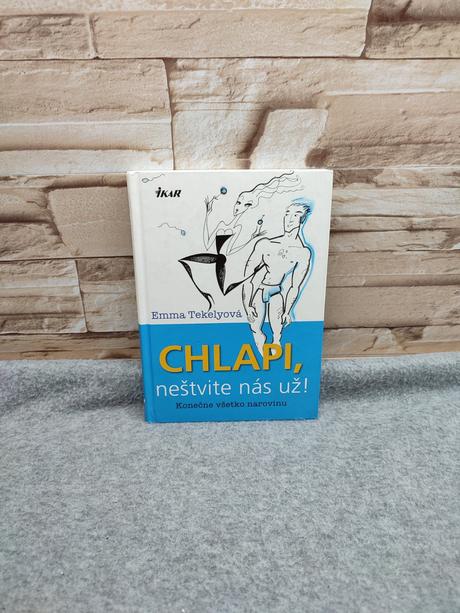 IKAR
Emma Tekelyová
CHLAPI,
neštvite nás už!
Konečne všetko narovinu